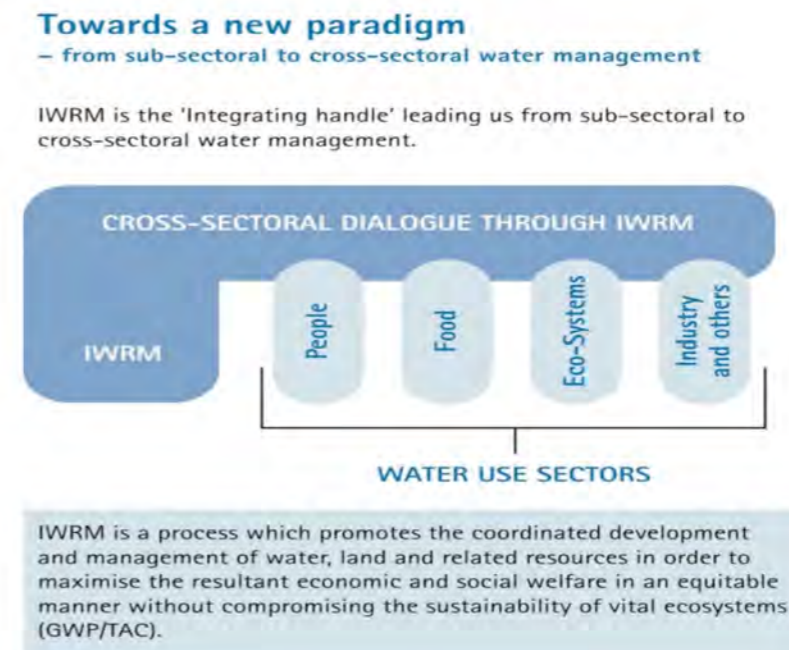 Towards a new paradigm
– from sub-sectoral to cross-sectoral water management
IWRM is the 'Integrating handle' leading us from sub-sectoral to
cross-sectoral water management.
CROSS-SECTORAL DIALOGUE THROUGH IWRM
IWRM
People
Food
Eco-Systems
Industry
and others
WATER USE SECTORS
IWRM is a process which promotes the coordinated development
and management of water, land and related resources in order to
maximise the resultant economic and social welfare in an equitable
manner without compromising the sustainability of vital ecosystems
(GWP/TAC).